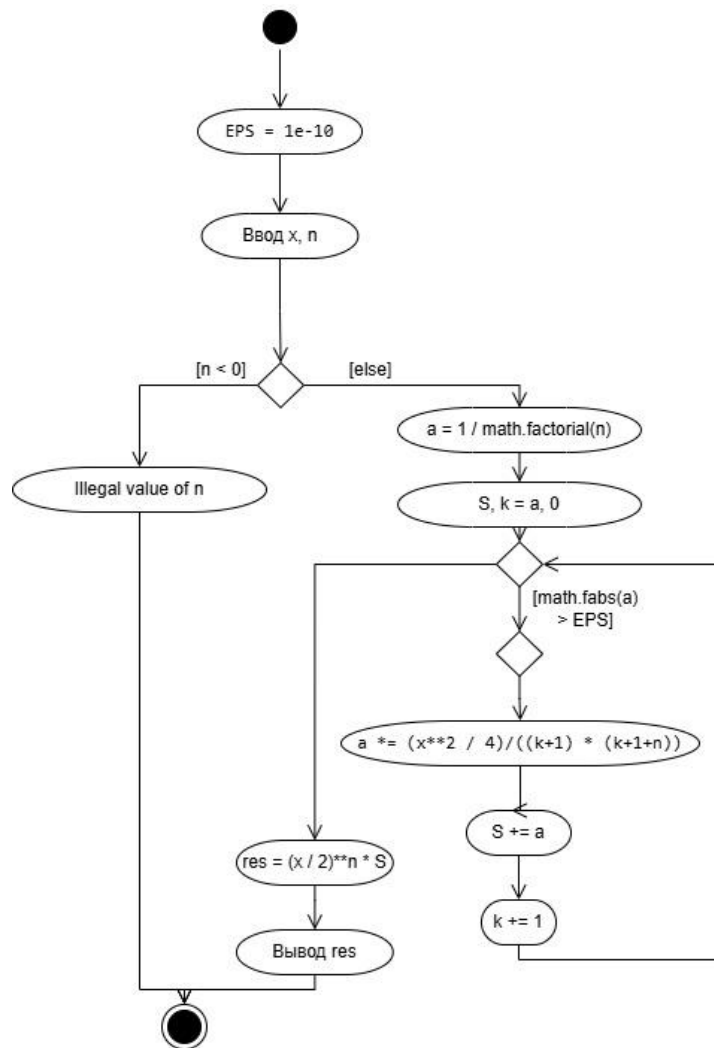 EPS = 1e-10
Ввод x, n
[n < 0]
[else]
a = 1 / math.factorial(n)
Illegal value of n
S, k = a, 0
[math.fabs(a)
> EPS]
a *= (x**2 / 4)/((k+1) * (k+1+n))
S += a
res = (x / 2)**n * S
k += 1
Вывод res